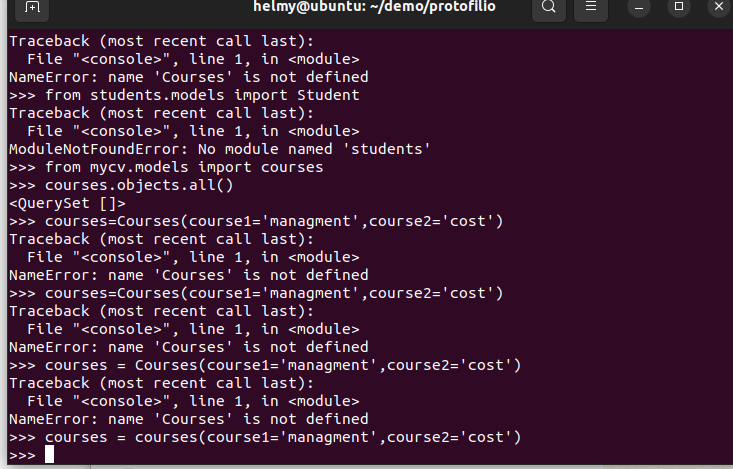 helmy@ubuntu: ~/demo/protofilio
Traceback (most recent call last):
  File "<console>", line 1, in <module>
NameError: name 'Courses' is not defined
>>> from students.models import Student
Traceback (most recent call last):
  File "<console>", line 1, in <module>
ModuleNotFoundError: No module named 'students'
>>> from mycv.models import courses
>>> courses.objects.all()
<QuerySet []>
>>> courses=Courses(course1='managment',course2='cost')
Traceback (most recent call last):
  File "<console>", line 1, in <module>
NameError: name 'Courses' is not defined
>>> courses=Courses(course1='managment',course2='cost')
Traceback (most recent call last):
  File "<console>", line 1, in <module>
NameError: name 'Courses' is not defined
>>> courses = Courses(course1='managment',course2='cost')
Traceback (most recent call last):
  File "<console>", line 1, in <module>
NameError: name 'Courses' is not defined
>>> courses = courses(course1='managment',course2='cost')
>>>